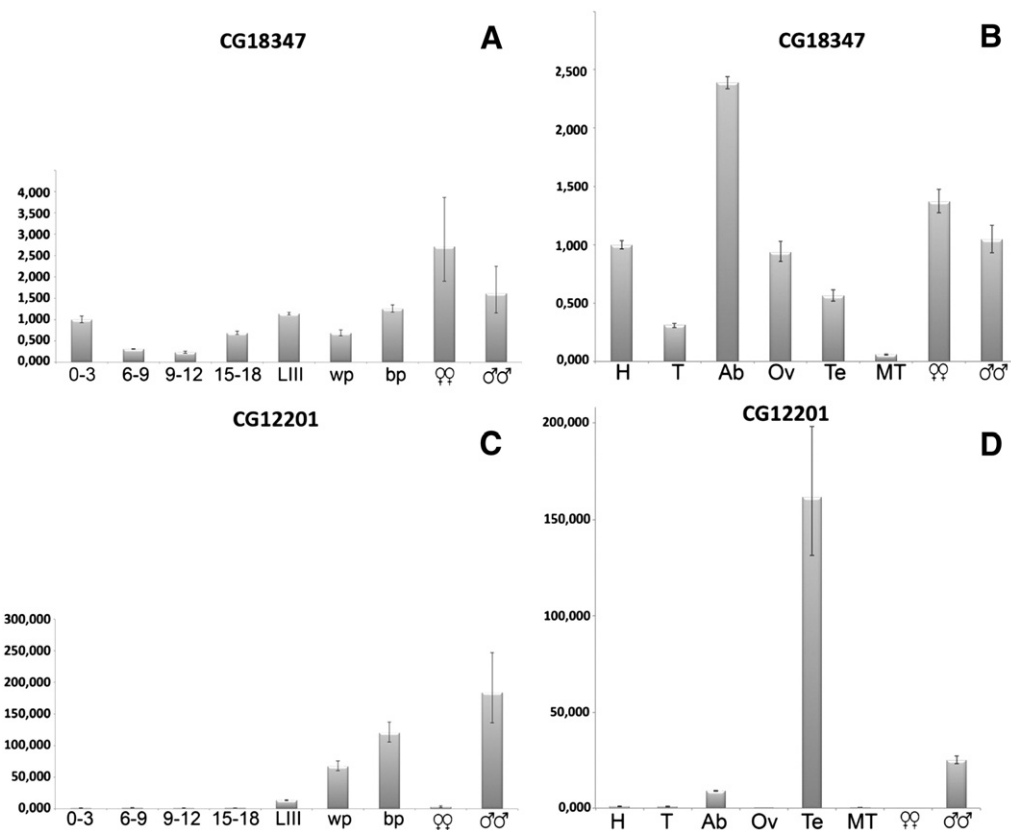 CG18347
A
4,000
3,500
3,000
2,500
2,000
1,500
1,000
0,500
0,000
0-3 6-9 9-12 15-18 LIII wp bp ♀♀ ♂♂
CG18347
B
2,500
2,000
1,500
1,000
0,500
0,000
H T Ab Ov Te MT ♀♀ ♂♂
CG12201
C
300,000
250,000
200,000
150,000
100,000
50,000
0,000
0-3 6-9 9-12 15-18 LIII wp bp ♀♀ ♂♂
CG12201
D
200,000
150,000
100,000
50,000
0,000
H T Ab Ov Te MT ♀♀ ♂♂